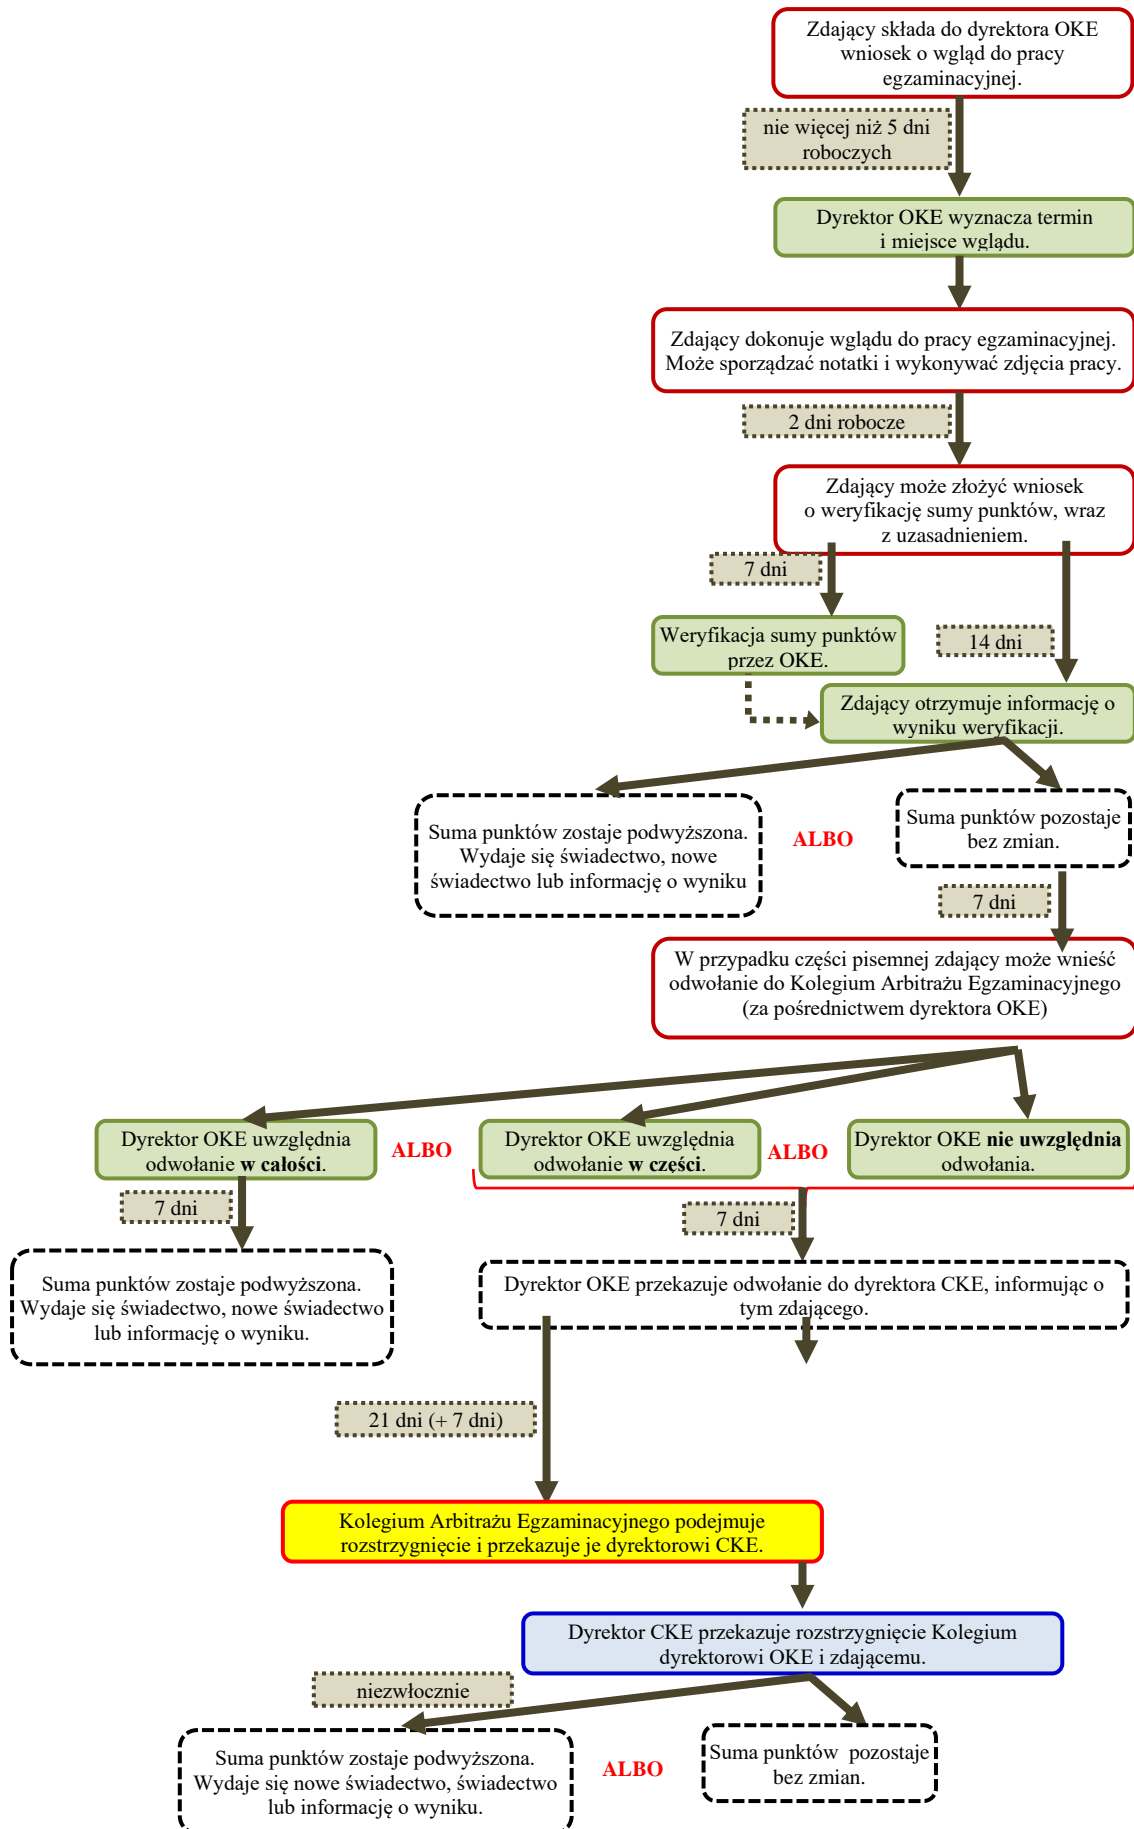 Zdający składa do dyrektora OKE
wniosek o wgląd do pracy
egzaminacyjnej.
nie więcej niż 5 dni
roboczych
Dyrektor OKE wyznacza termin
i miejsce wglądu.
Zdający dokonuje wglądu do pracy egzaminacyjnej.
Może sporządzać notatki i wykonywać zdjęcia pracy.
2 dni robocze
Zdający może złożyć wniosek
o weryfikację sumy punktów, wraz
z uzasadnieniem.
7 dni
Weryfikacja sumy punktów
przez OKE.
14 dni
Zdający otrzymuje informację o
wyniku weryfikacji.
Suma punktów zostaje podwyższona.
Wydaje się świadectwo, nowe
świadectwo lub informację o wyniku
ALBO
Suma punktów pozostaje
bez zmian.
7 dni
W przypadku części pisemnej zdający może wnieść
odwołanie do Kolegium Arbitrażu Egzaminacyjnego
(za pośrednictwem dyrektora OKE)
Dyrektor OKE uwzględnia
odwołanie w całości.
ALBO
Dyrektor OKE uwzględnia
odwołanie w części.
ALBO
Dyrektor OKE nie uwzględnia
odwołania.
7 dni
7 dni
Suma punktów zostaje podwyższona.
Wydaje się świadectwo, nowe świadectwo
lub informację o wyniku.
Dyrektor OKE przekazuje odwołanie do dyrektora CKE, informując o
tym zdającego.
21 dni (+ 7 dni)
Kolegium Arbitrażu Egzaminacyjnego podejmuje
rozstrzygnięcie i przekazuje je dyrektorowi CKE.
Dyrektor CKE przekazuje rozstrzygnięcie Kolegium
dyrektorowi OKE i zdającemu.
niezwłocznie
Suma punktów zostaje podwyższona.
Wydaje się nowe świadectwo, świadectwo
lub informację o wyniku.
ALBO
Suma punktów pozostaje
bez zmian.